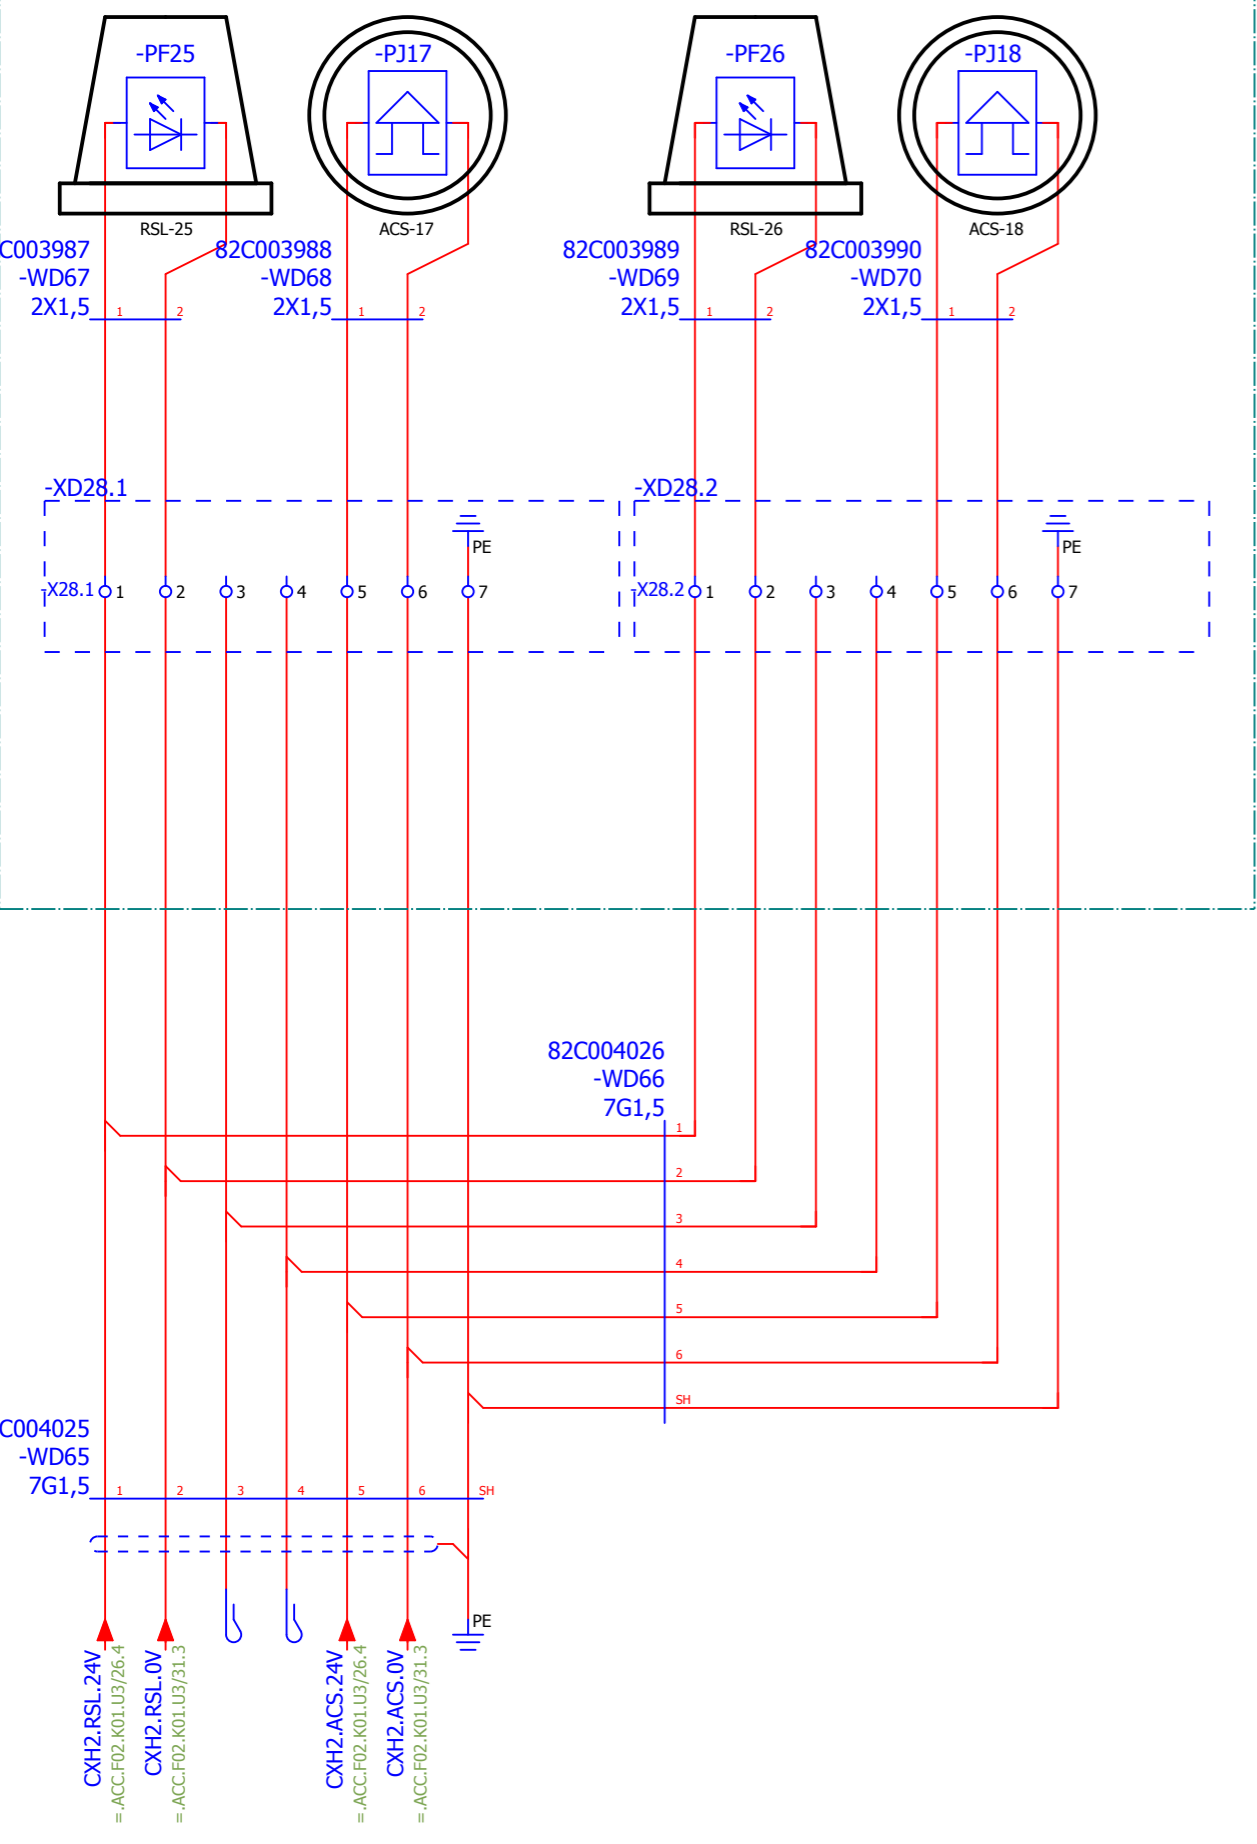 -PF25
-PJ17
-PF26
-PJ18
RSL-25
ACS-17
RSL-26
ACS-18
C003987
-WD67
2X1,5
1
2
82C003988
-WD68
2X1,5
1
2
82C003989
-WD69
2X1,5
1
2
82C003990
-WD70
2X1,5
1
2
-XD28.1
PE
-X28.1
1
2
3
4
5
6
7
-XD28.2
PE
-X28.2
1
2
3
4
5
6
7
82C004026
-WD66
7G1,5
1
2
3
4
5
6
SH
C004025
-WD65
7G1,5
1
2
3
4
5
6
SH
PE
CXH2.RSL.24V
=.ACC.F02.K01.U3/26.4
CXH2.RSL.0V
=.ACC.F02.K01.U3/31.3
CXH2.ACS.24V
=.ACC.F02.K01.U3/26.4
CXH2.ACS.0V
=.ACC.F02.K01.U3/31.3